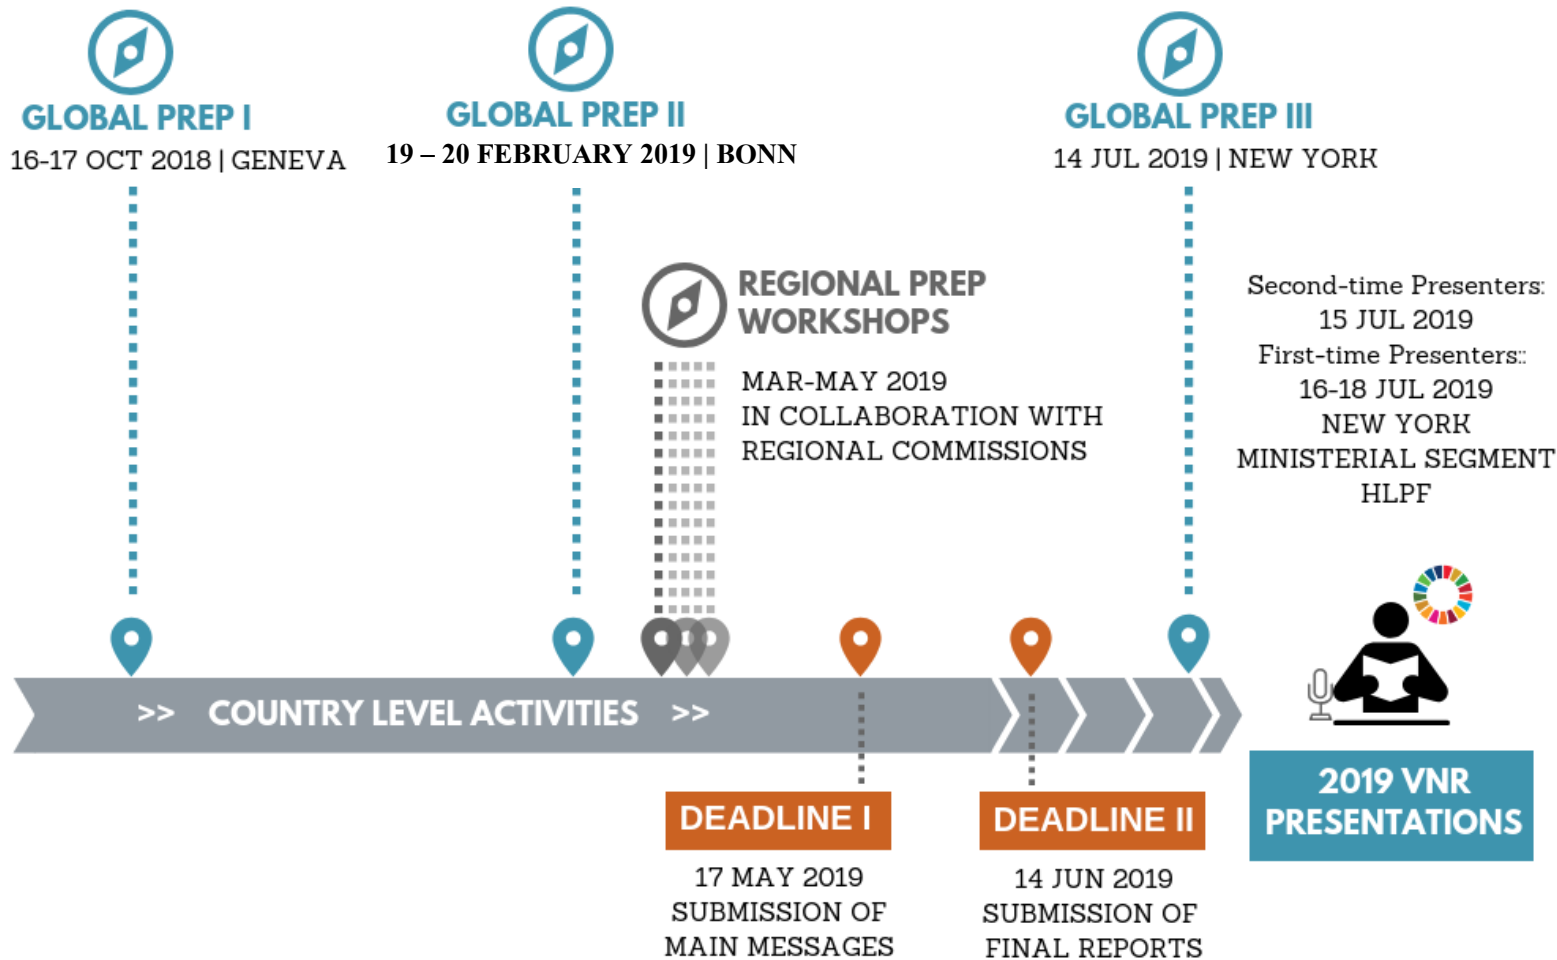 GLOBAL PREP I
16-17 OCT 2018 | GENEVA
GLOBAL PREP II
19 – 20 FEBRUARY 2019 | BONN
GLOBAL PREP III
14 JUL 2019 | NEW YORK
REGIONAL PREP
WORKSHOPS
MAR-MAY 2019
IN COLLABORATION WITH
REGIONAL COMMISSIONS
Second-time Presenters:
15 JUL 2019
First-time Presenters::
16-18 JUL 2019
NEW YORK
MINISTERIAL SEGMENT
HLPF
>> COUNTRY LEVEL ACTIVITIES >>
DEADLINE I
17 MAY 2019
SUBMISSION OF
MAIN MESSAGES
DEADLINE II
14 JUN 2019
SUBMISSION OF
FINAL REPORTS
2019 VNR
PRESENTATIONS